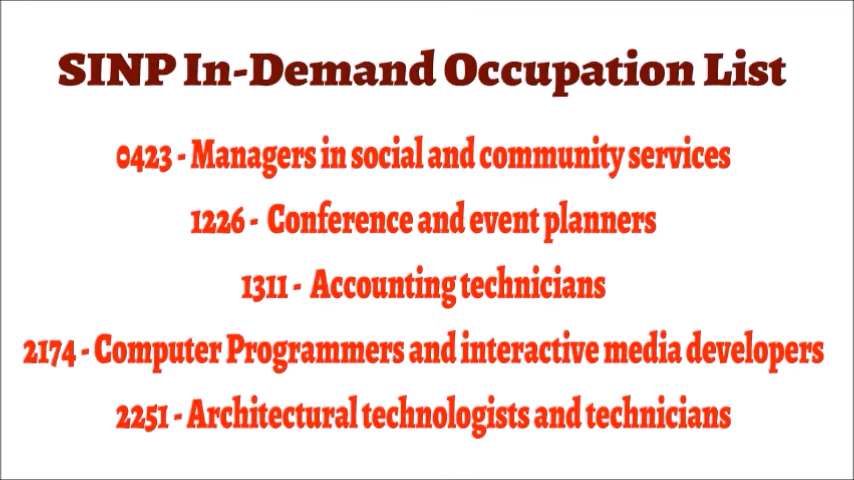 SINP In-Demand Occupation List
0423 - Managers in social and community services
1226 - Conference and event planners
1311 - Accounting technicians
2174 - Computer Programmers and interactive media developers
2251 - Architectural technologists and technicians